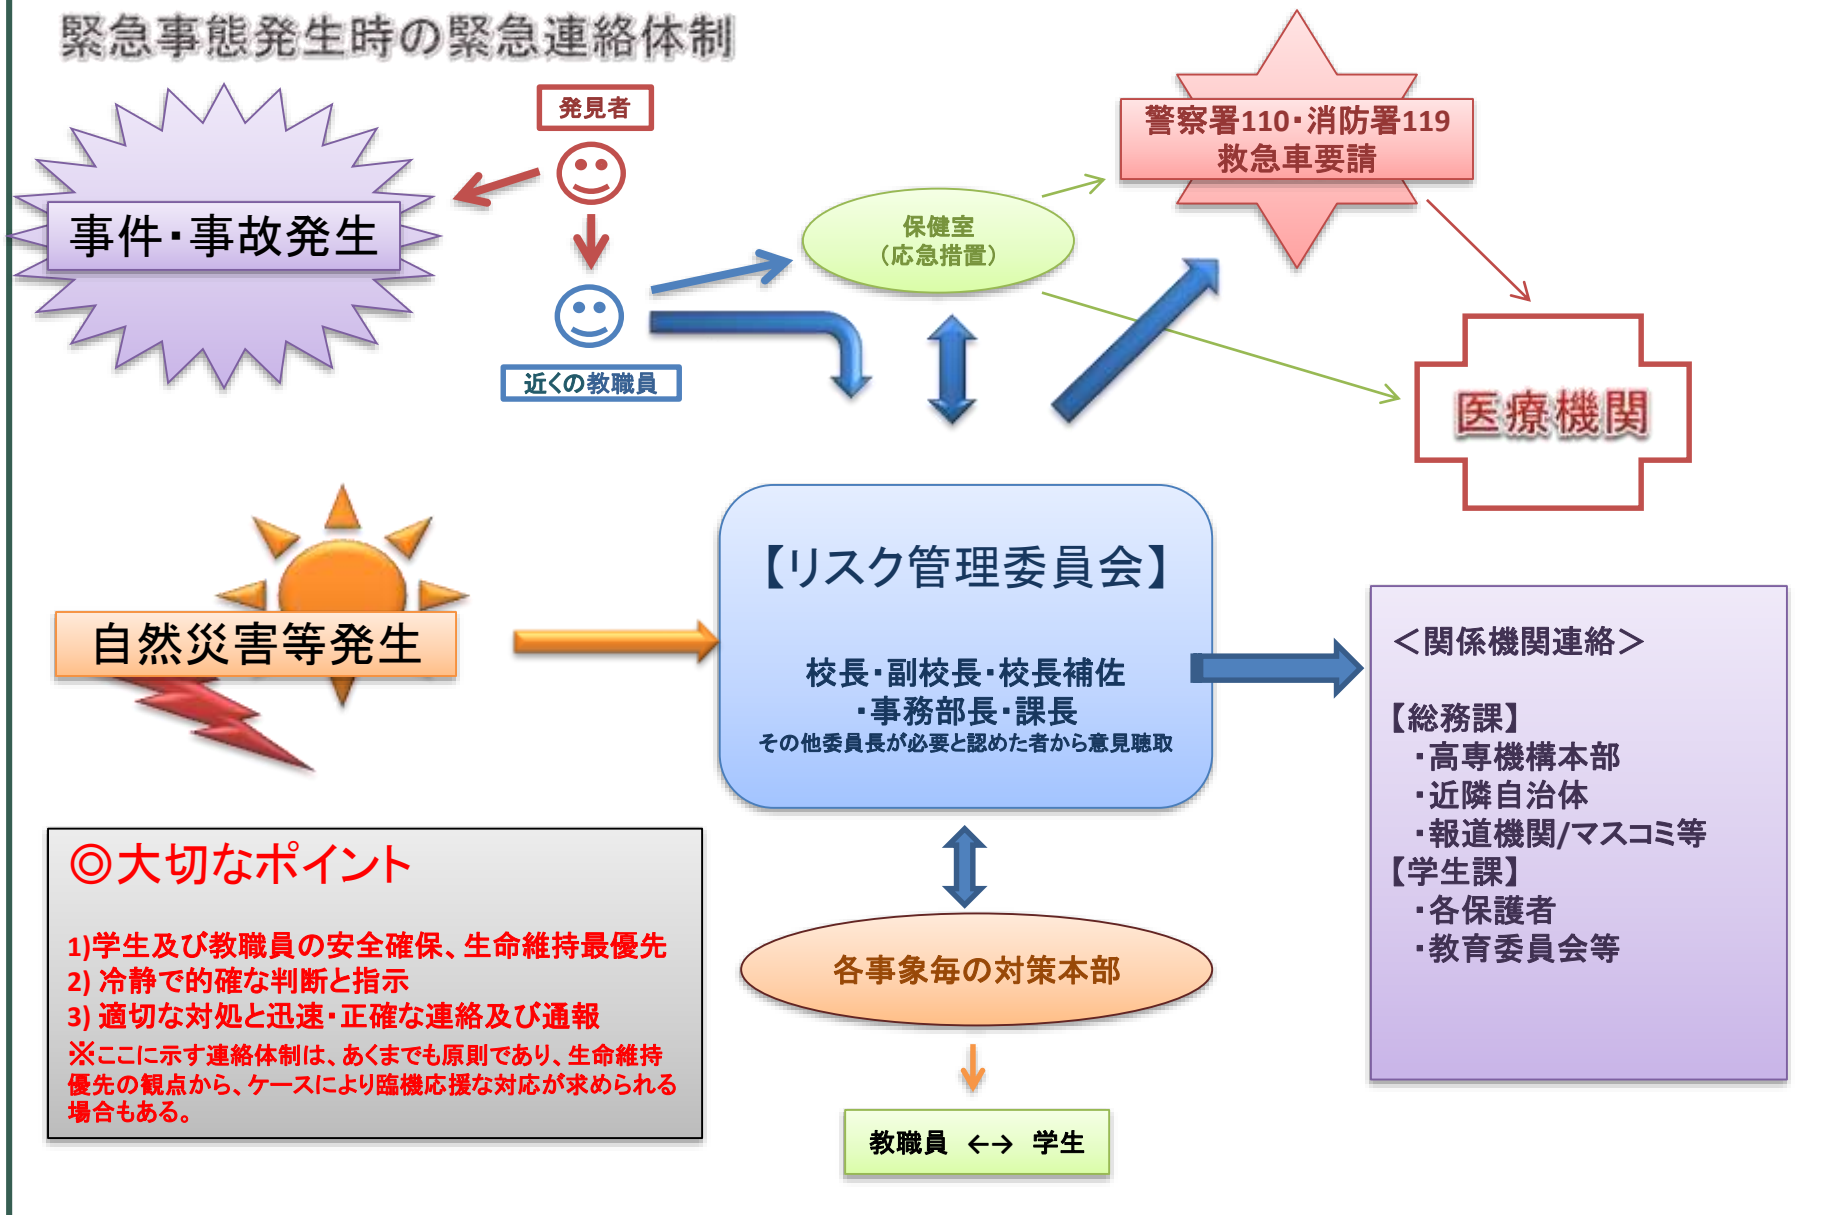 緊急事態発生時の緊急連絡体制
発見者
警察署110・消防署119
救急車要請
事件・事故発生
保健室
（応急措置）
近くの教職員
医療機関
【リスク管理委員会】
自然災害等発生
校長・副校長・校長補佐
・事務部長・課長
その他委員長が必要と認めた者から意見聴取
＜関係機関連絡＞
【総務課】
・高専機構本部
・近隣自治体
・報道機関/マスコミ等
【学生課】
・各保護者
・教育委員会等
◎大切なポイント
1)学生及び教職員の安全確保、生命維持最優先
2) 冷静で的確な判断と指示
3) 適切な対処と迅速・正確な連絡及び通報
※ここに示す連絡体制は、あくまでも原則であり、生命維持
優先の観点から、ケースにより臨機応援な対応が求められる
場合もある。
各事象毎の対策本部
教職員 ←→ 学生